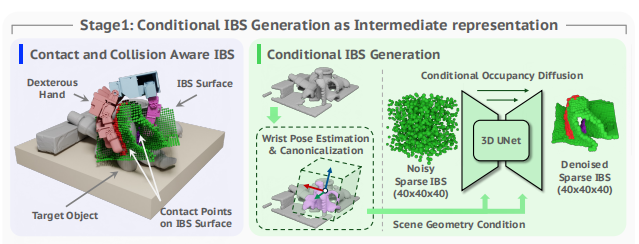 Stage1: Conditional IBS Generation as Intermediate representation
Contact and Collision Aware IBS
Dexterous
Hand
IBS Surface
Target Object
Contact Points
on IBS Surface
Conditional IBS Generation
Wrist Pose Estimation
& Canonicalization
Conditional Occupancy Diffusion
3D UNet
Noisy
Sparse IBS
(40x40x40)
Denoised
Sparse IBS
(40x40x40)
Scene Geometry Condition